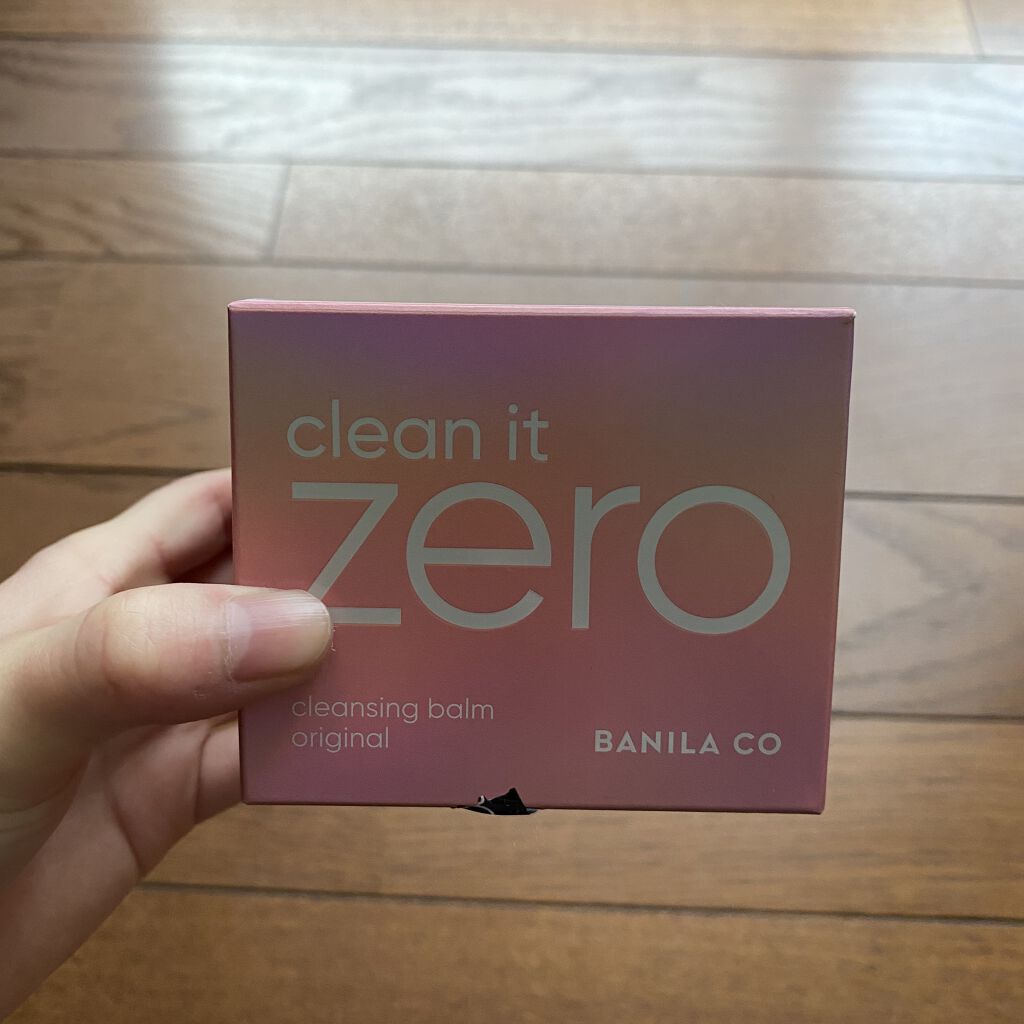 clean it
zero
cleansing balm
original
BANILA CO